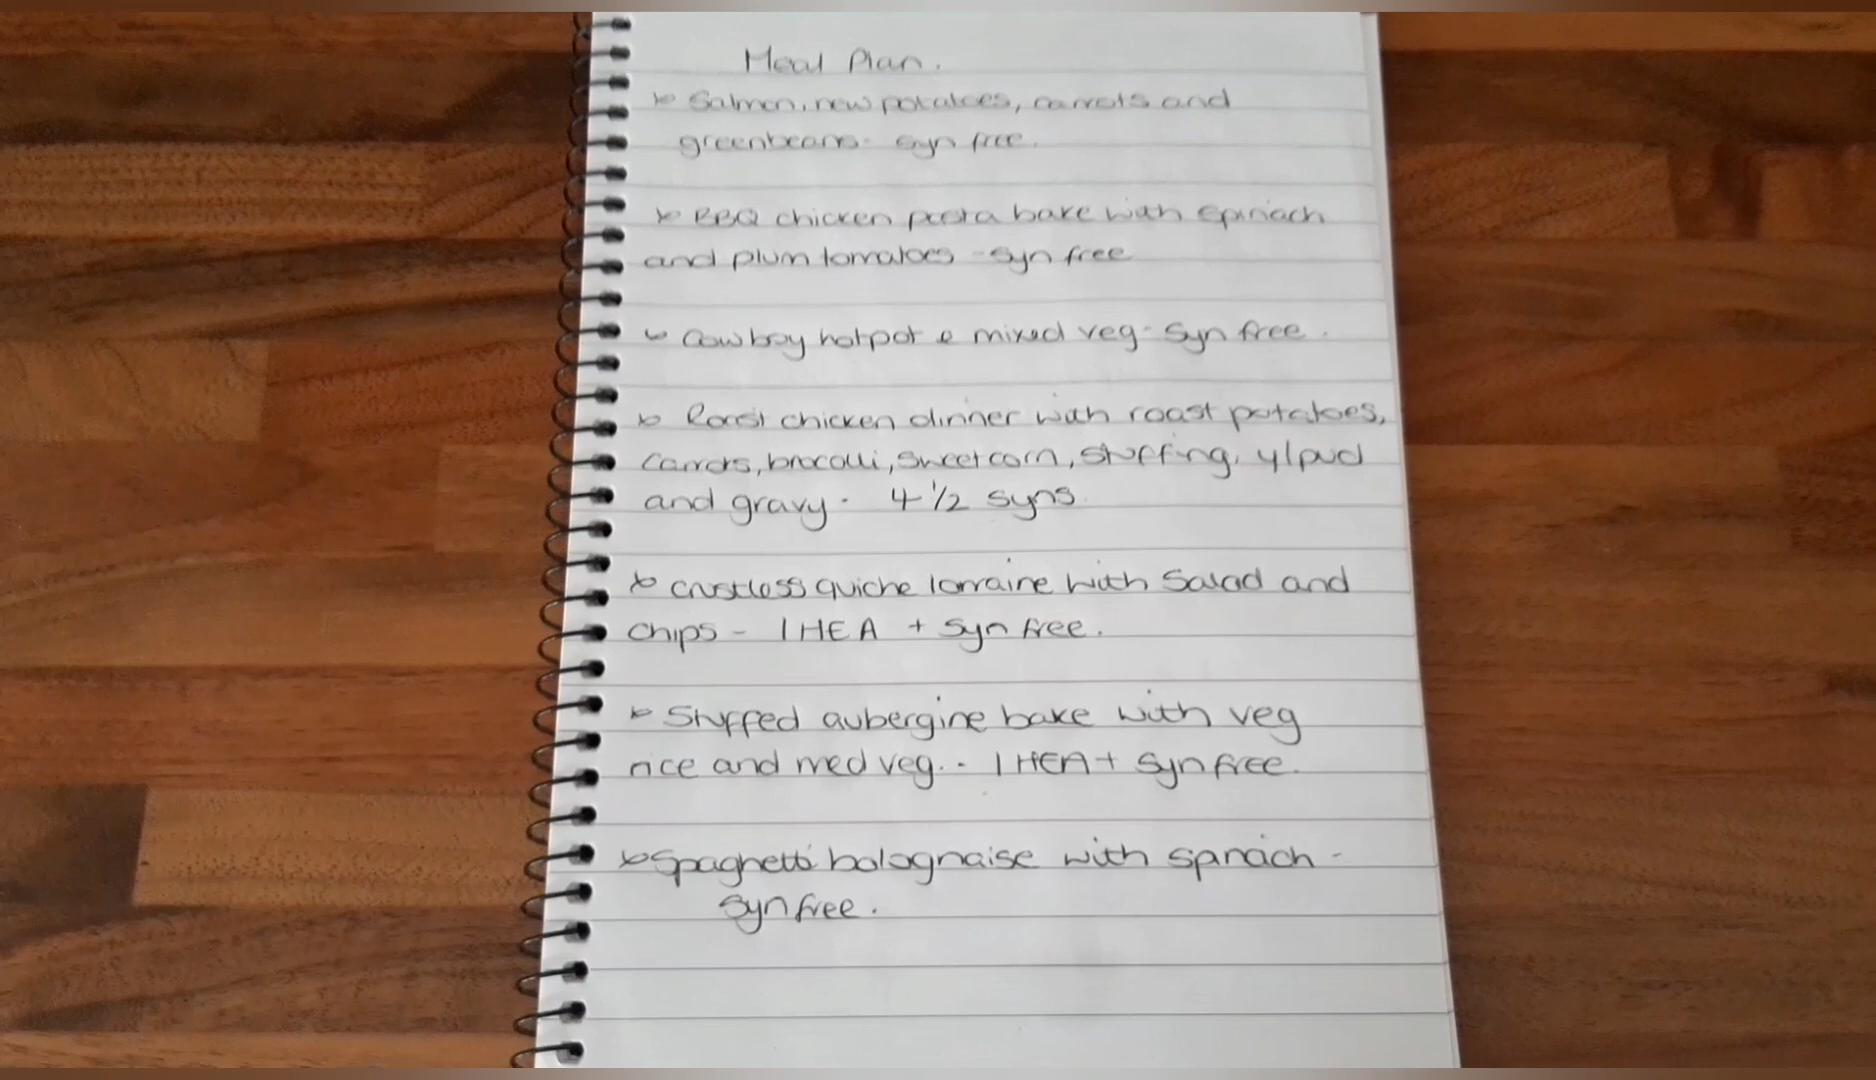 Meal Plan.
* Salmon, new potatoes, carrots and
greenbeans - syn free.
* BBQ chicken pasta bake with spinach
and plum tomatoes - syn free
* Cowboy hotpot & mixed veg - syn free.
* Roast chicken dinner with roast potatoes,
carrots, brocolli, sweetcorn, stuffing, y/pud
and gravy - 4 1/2 syns.
* crustless quiche lorraine with salad and
chips - 1 HEA + syn free.
* Stuffed aubergine bake with veg
rice and med veg. - 1 HEA + syn free.
* Spaghetti bolognaise with spinach -
syn free.